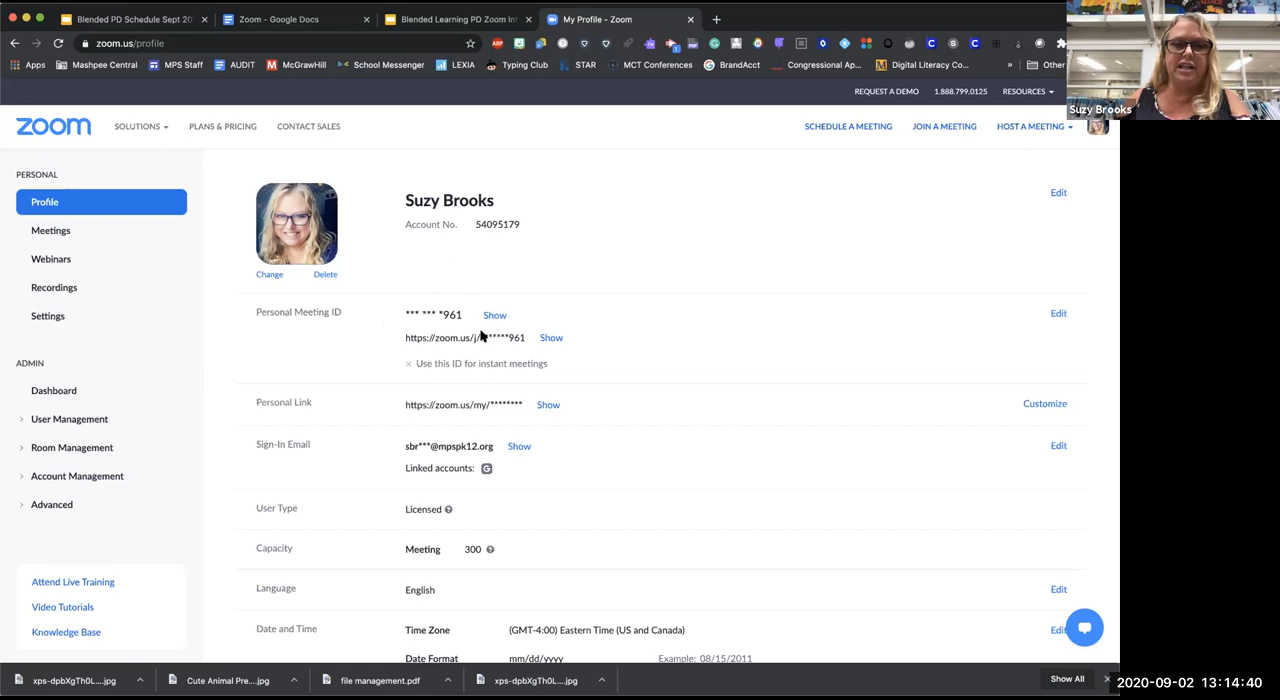 Blended PD Schedule Sept 20
Zoom - Google Docs
Blended Learning PD Zoom Int
My Profile - Zoom
zoom.us/profile
Apps
Mashpee Central
MPS Staff
AUDIT
McGrawHill
School Messenger
LEXIA
Typing Club
STAR
MCT Conferences
BrandAcct
Congressional Ap...
Digital Literacy Co...
»
Other
Suzy Brooks
REQUEST A DEMO
1.888.799.0125
RESOURCES
zoom
SOLUTIONS
PLANS & PRICING
CONTACT SALES
SCHEDULE A MEETING
JOIN A MEETING
HOST A MEETING
PERSONAL
Profile
Meetings
Webinars
Recordings
Settings
ADMIN
Dashboard
User Management
Room Management
Account Management
Advanced
Attend Live Training
Video Tutorials
Knowledge Base
Change
Delete
Suzy Brooks
Edit
Account No. 54095179
Personal Meeting ID
*** *** *961 Show
Edit
https://zoom.us/j/******961 Show
Use this ID for instant meetings
Personal Link
https://zoom.us/my/******** Show
Customize
Sign-In Email
sbr***@mpspk12.org Show
Edit
Linked accounts:
User Type
Licensed
Capacity
Meeting 300
Language
English
Edit
Date and Time
Time Zone (GMT-4:00) Eastern Time (US and Canada)
Edit
Date Format mm/dd/yyyy Example: 08/15/2011
xps-dpbXgTh0L....jpg
Cute Animal Pre....jpg
file management.pdf
xps-dpbXgTh0L....jpg
Show All
2020-09-02 13:14:40